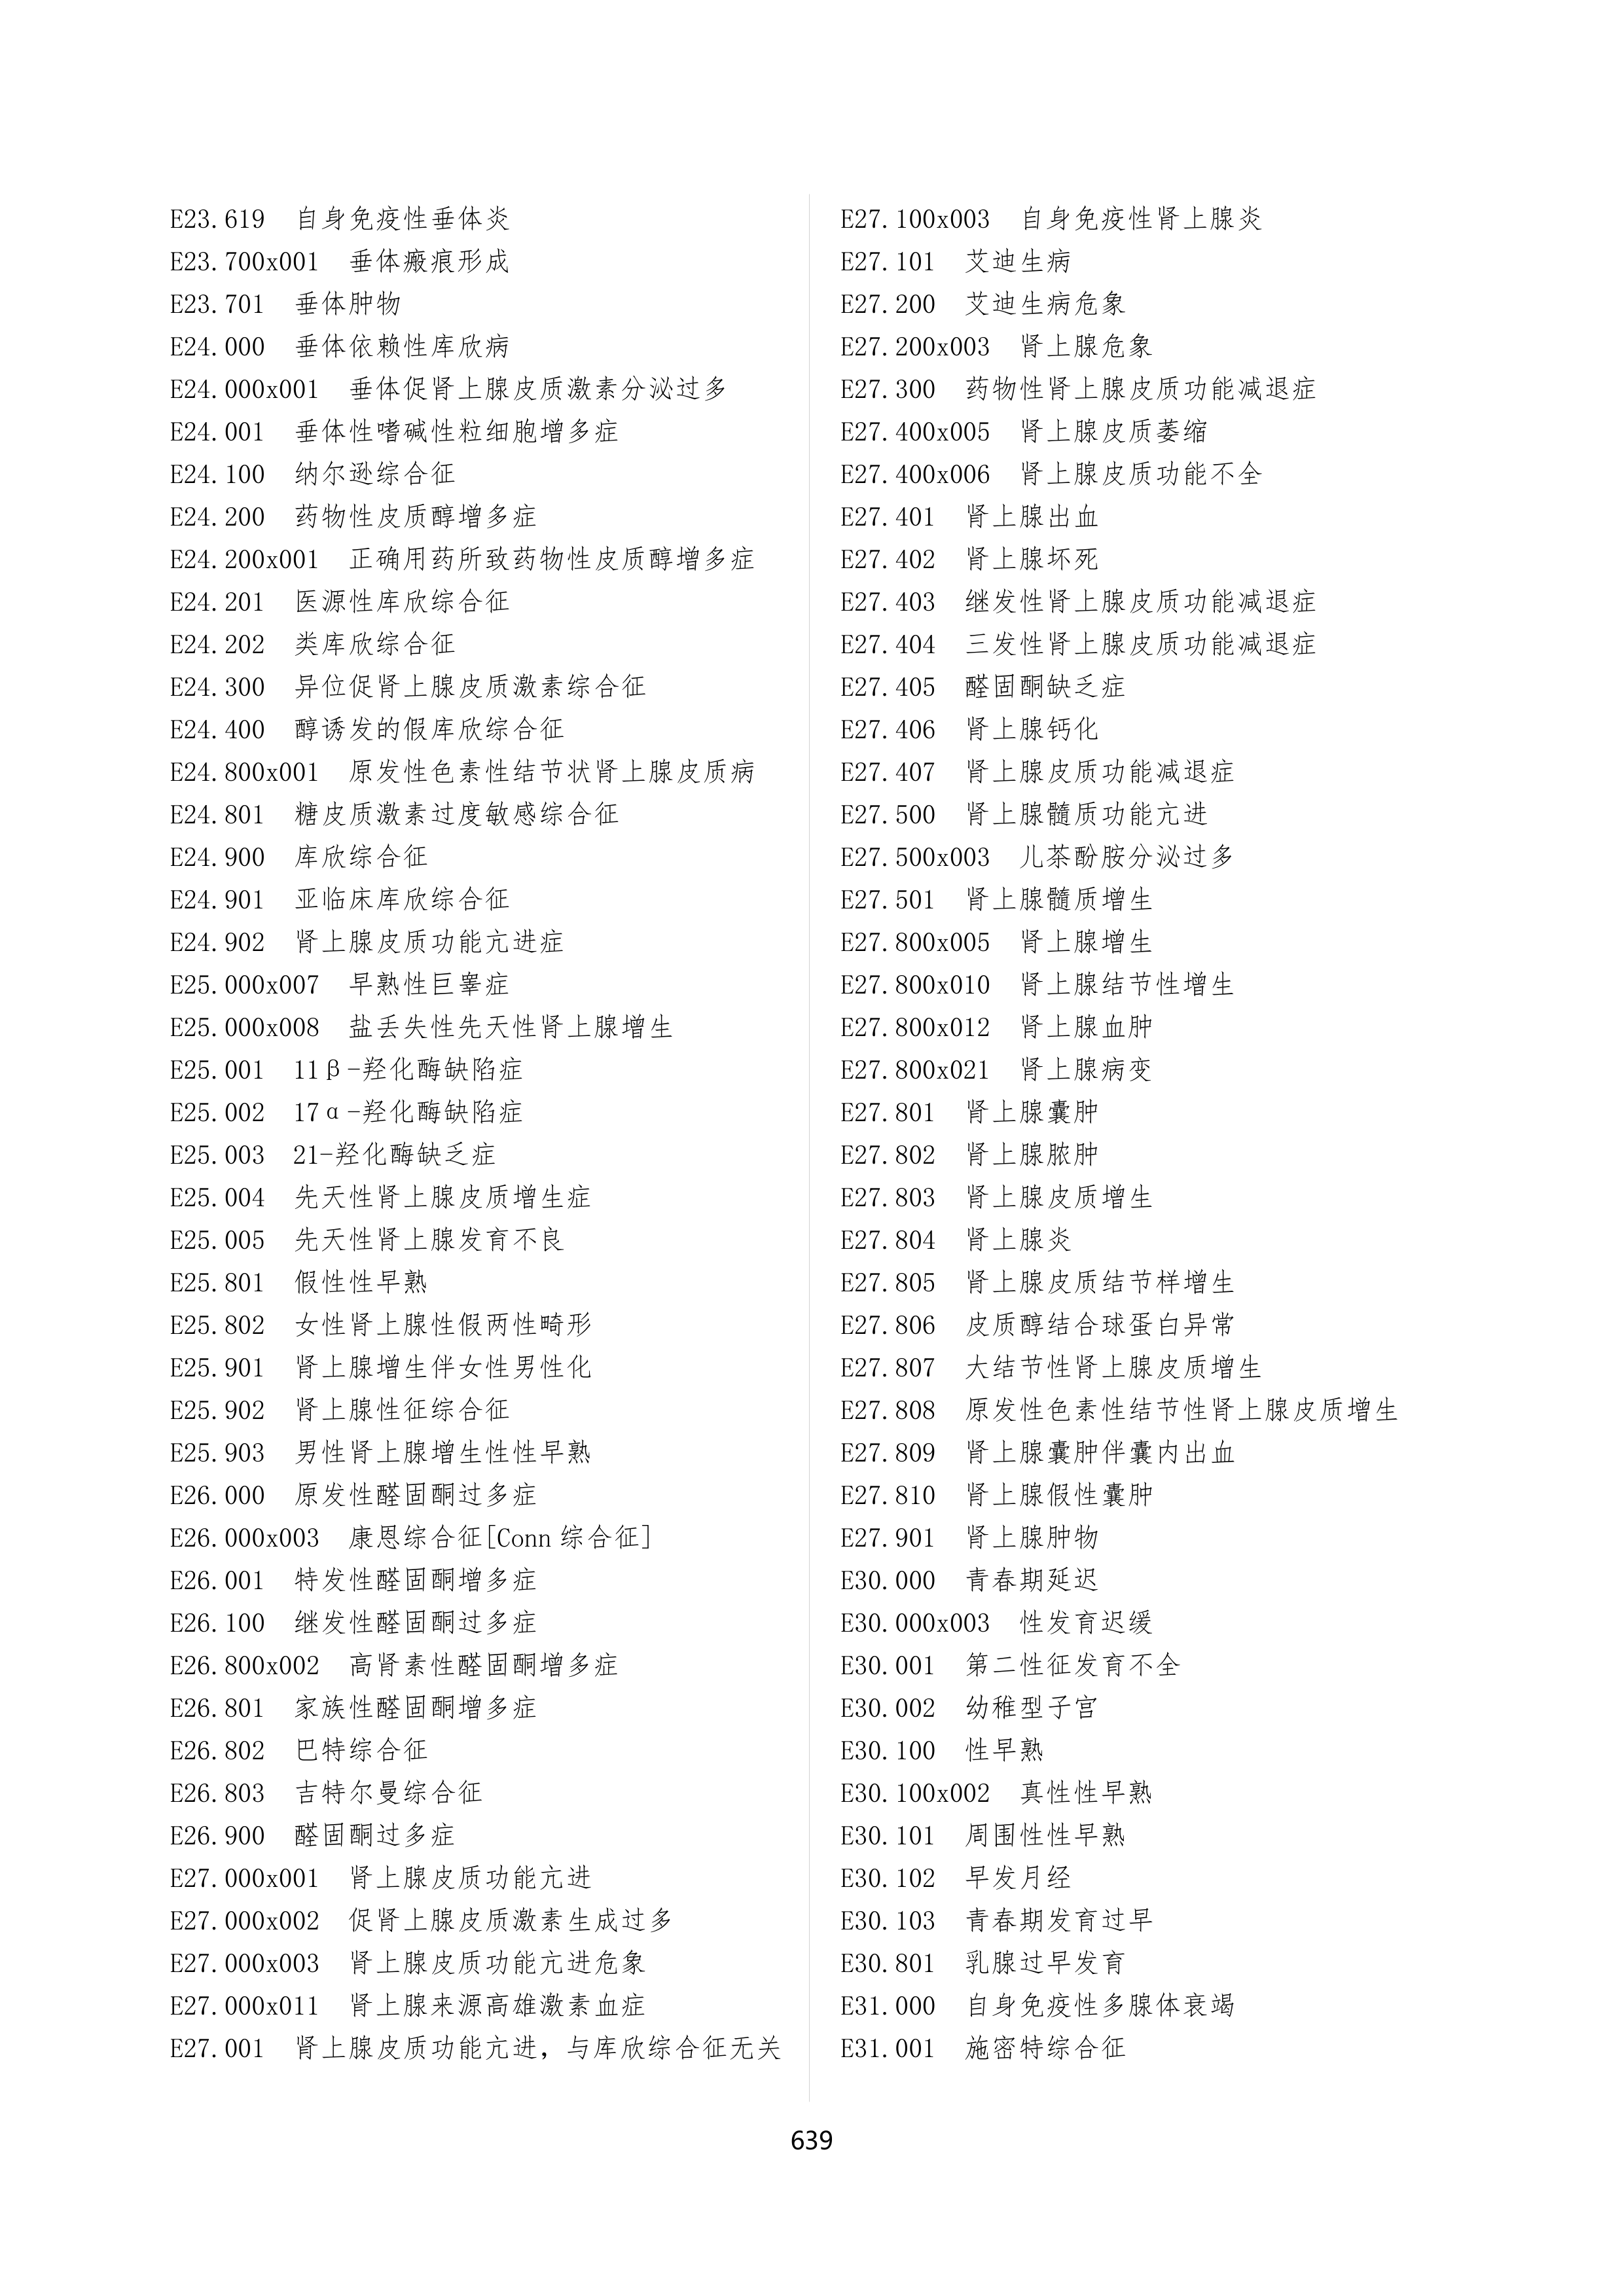 E23.619 自身免疫性垂体炎
E23.700x001 垂体瘢痕形成
E23.701 垂体肿物
E24.000 垂体依赖性库欣病
E24.000x001 垂体促肾上腺皮质激素分泌过多
E24.001 垂体性嗜碱性粒细胞增多症
E24.100 纳尔逊综合征
E24.200 药物性皮质醇增多症
E24.200x001 正确用药所致药物性皮质醇增多症
E24.201 医源性库欣综合征
E24.202 类库欣综合征
E24.300 异位促肾上腺皮质激素综合征
E24.400 醇诱发的假库欣综合征
E24.800x001 原发性色素性结节状肾上腺皮质病
E24.801 糖皮质激素过度敏感综合征
E24.900 库欣综合征
E24.901 亚临床库欣综合征
E24.902 肾上腺皮质功能亢进症
E25.000x007 早熟性巨睾症
E25.000x008 盐丢失性先天性肾上腺增生
E25.001 11β-羟化酶缺陷症
E25.002 17α-羟化酶缺陷症
E25.003 21-羟化酶缺乏症
E25.004 先天性肾上腺皮质增生症
E25.005 先天性肾上腺发育不良
E25.801 假性性早熟
E25.802 女性肾上腺性假两性畸形
E25.901 肾上腺增生伴女性男性化
E25.902 肾上腺性征综合征
E25.903 男性肾上腺增生性性早熟
E26.000 原发性醛固酮过多症
E26.000x003 康恩综合征[Conn 综合征]
E26.001 特发性醛固酮增多症
E26.100 继发性醛固酮过多症
E26.800x002 高肾素性醛固酮增多症
E26.801 家族性醛固酮增多症
E26.802 巴特综合征
E26.803 吉特尔曼综合征
E26.900 醛固酮过多症
E27.000x001 肾上腺皮质功能亢进
E27.000x002 促肾上腺皮质激素生成过多
E27.000x003 肾上腺皮质功能亢进危象
E27.000x011 肾上腺来源高雄激素血症
E27.001 肾上腺皮质功能亢进，与库欣综合征无关
E27.100x003 自身免疫性肾上腺炎
E27.101 艾迪生病
E27.200 艾迪生病危象
E27.200x003 肾上腺危象
E27.300 药物性肾上腺皮质功能减退症
E27.400x005 肾上腺皮质萎缩
E27.400x006 肾上腺皮质功能不全
E27.401 肾上腺出血
E27.402 肾上腺坏死
E27.403 继发性肾上腺皮质功能减退症
E27.404 三发性肾上腺皮质功能减退症
E27.405 醛固酮缺乏症
E27.406 肾上腺钙化
E27.407 肾上腺皮质功能减退症
E27.500 肾上腺髓质功能亢进
E27.500x003 儿茶酚胺分泌过多
E27.501 肾上腺髓质增生
E27.800x005 肾上腺增生
E27.800x010 肾上腺结节性增生
E27.800x012 肾上腺血肿
E27.800x021 肾上腺病变
E27.801 肾上腺囊肿
E27.802 肾上腺脓肿
E27.803 肾上腺皮质增生
E27.804 肾上腺炎
E27.805 肾上腺皮质结节样增生
E27.806 皮质醇结合球蛋白异常
E27.807 大结节性肾上腺皮质增生
E27.808 原发性色素性结节性肾上腺皮质增生
E27.809 肾上腺囊肿伴囊内出血
E27.810 肾上腺假性囊肿
E27.901 肾上腺肿物
E30.000 青春期延迟
E30.000x003 性发育迟缓
E30.001 第二性征发育不全
E30.002 幼稚型子宫
E30.100 性早熟
E30.100x002 真性性早熟
E30.101 周围性性早熟
E30.102 早发月经
E30.103 青春期发育过早
E30.801 乳腺过早发育
E31.000 自身免疫性多腺体衰竭
E31.001 施密特综合征
639